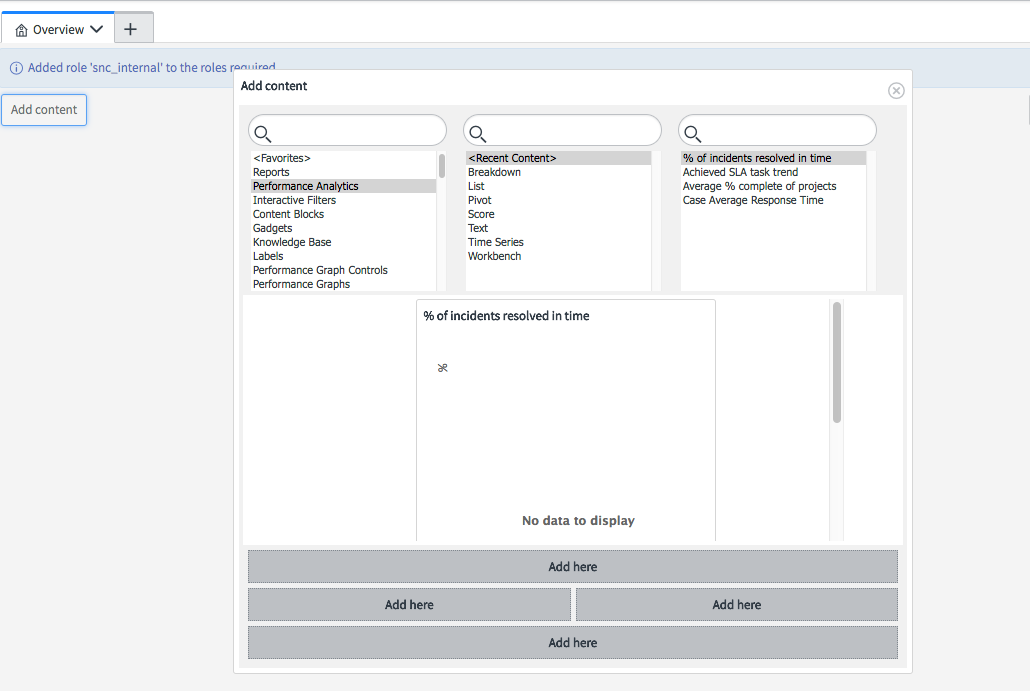 Overview
Added role 'snc_internal' to the roles required
Add content
Add content
<Favorites>
Reports
Performance Analytics
Interactive Filters
Content Blocks
Gadgets
Knowledge Base
Labels
Performance Graph Controls
Performance Graphs
<Recent Content>
Breakdown
List
Pivot
Score
Text
Time Series
Workbench
% of incidents resolved in time
Achieved SLA task trend
Average % complete of projects
Case Average Response Time
% of incidents resolved in time
%
No data to display
Add here
Add here
Add here
Add here